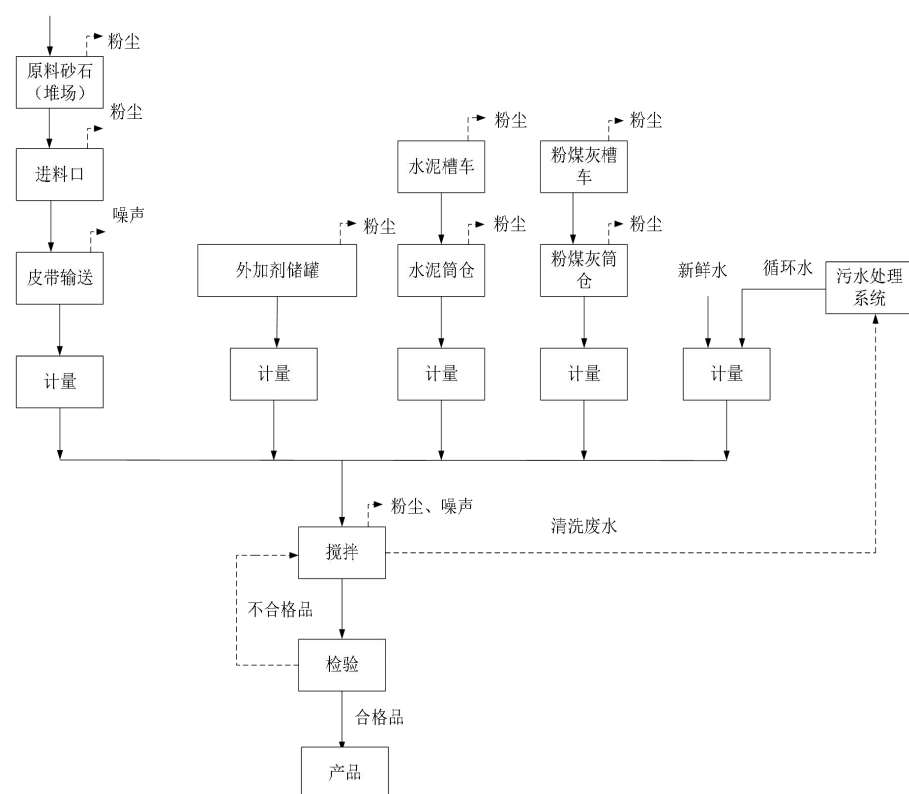 粉尘
原料砂石
（堆场）
粉尘
进料口
噪声
皮带输送
计量
粉尘
外加剂储罐
计量
粉尘
水泥槽车
粉尘
水泥筒仓
计量
粉尘
粉煤灰槽
车
粉尘
粉煤灰筒
仓
计量
新鲜水
循环水
污水处理
系统
计量
粉尘、噪声
搅拌
清洗废水
不合格品
检验
合格品
产品